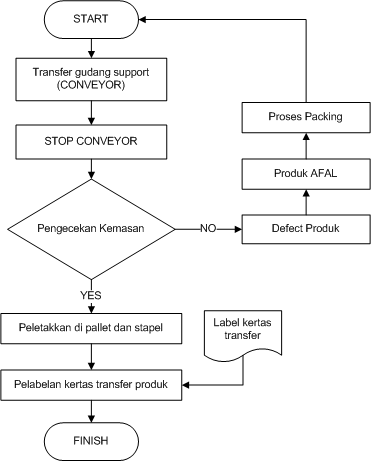 START
Transfer gudang support
(CONVEYOR)
STOP CONVEYOR
Pengecekan Kemasan
NO
Defect Produk
Produk AFAL
Proses Packing
YES
Peletakkan di pallet dan stapel
Label kertas
transfer
Pelabelan kertas transfer produk
FINISH